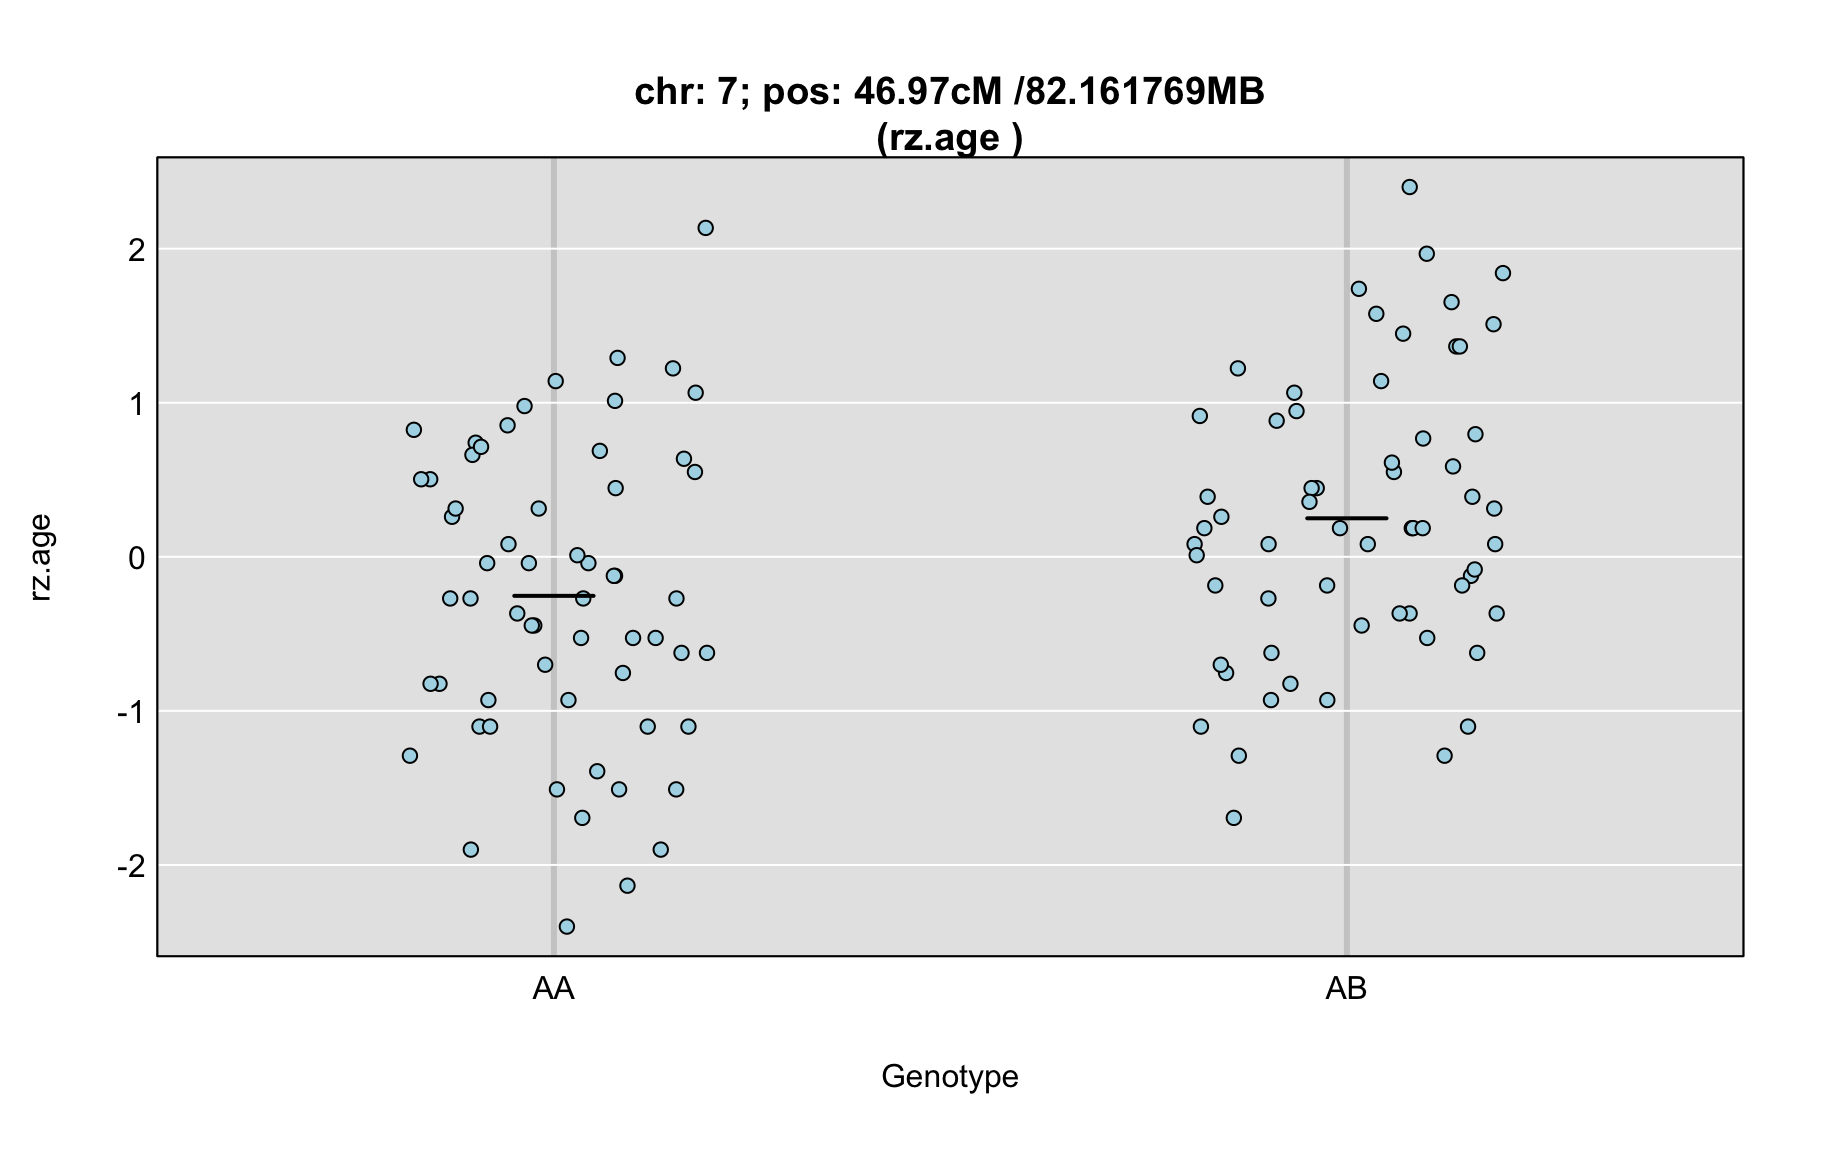 chr: 7; pos: 46.97cM /82.161769MB
(rz.age )
rz.age
2
1
0
-1
-2
AA AB
Genotype